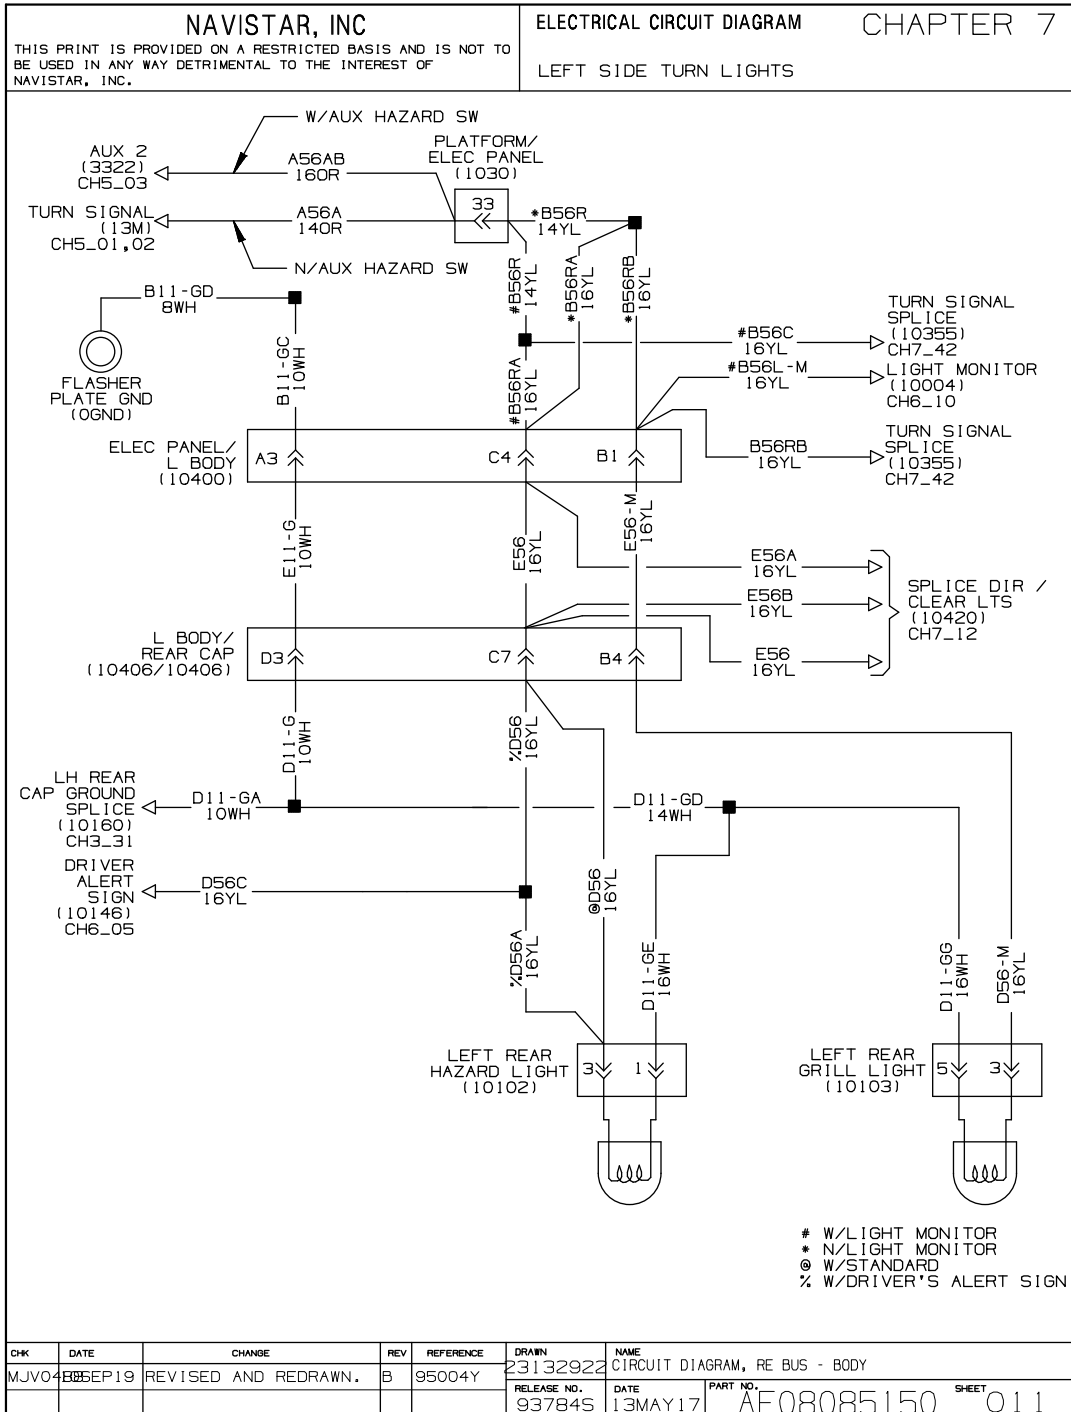 NAVISTAR, INC
THIS PRINT IS PROVIDED ON A RESTRICTED BASIS AND IS NOT TO
BE USED IN ANY WAY DETRIMENTAL TO THE INTEREST OF
NAVISTAR, INC.
ELECTRICAL CIRCUIT DIAGRAM
CHAPTER 7
LEFT SIDE TURN LIGHTS
W/AUX HAZARD SW
AUX 2
(3322)
CH5_03
A56AB
16OR
PLATFORM/
ELEC PANEL
(1030)
33
TURN SIGNAL
(13M)
CH5_01,02
A56A
14OR
N/AUX HAZARD SW
*B56R
14YL
#B56R
14YL
*B56RA
16YL
*B56RB
16YL
B11-GD
8WH
FLASHER
PLATE GND
(0GND)
B11-GC
10WH
#B56RA
16YL
#B56C
16YL
TURN SIGNAL
SPLICE
(10355)
CH7_42
#B56L-M
16YL
LIGHT MONITOR
(10004)
CH6_10
B56RB
16YL
TURN SIGNAL
SPLICE
(10355)
CH7_42
ELEC PANEL/
L BODY
(10400)
A3
C4
B1
E11-G
10WH
E56
16YL
E56-M
16YL
E56A
16YL
E56B
16YL
E56
16YL
SPLICE DIR /
CLEAR LTS
(10420)
CH7_12
L BODY/
REAR CAP
(10406/10406)
D3
C7
B4
D11-G
10WH
%D56
16YL
LH REAR
CAP GROUND
SPLICE
(10160)
CH3_31
D11-GA
10WH
D11-GD
14WH
DRIVER
ALERT
SIGN
(10146)
CH6_05
D56C
16YL
@D56
16YL
%D56A
16YL
D11-GE
16WH
D11-GG
16WH
D56-M
16YL
LEFT REAR
HAZARD LIGHT
(10102)
3
1
LEFT REAR
GRILL LIGHT
(10103)
5
3
# W/LIGHT MONITOR
* N/LIGHT MONITOR
@ W/STANDARD
% W/DRIVER'S ALERT SIGN
CHK DATE CHANGE REV REFERENCE
REVISED AND REDRAWN. B 95004Y
DRAWN
23132922
NAME
CIRCUIT DIAGRAM, RE BUS - BODY
RELEASE NO.
93784S
DATE
13MAY17
PART NO.
AE08085150
SHEET
011